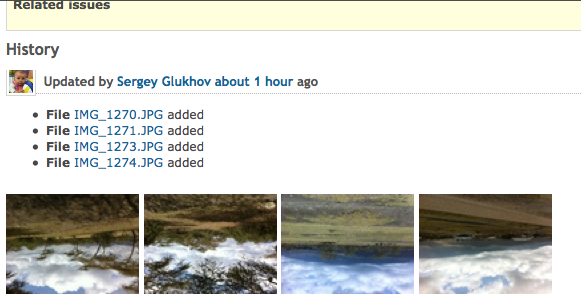 Related issues
History
Updated by Sergey Glukhov about 1 hour ago
File IMG_1270.JPG added
File IMG_1271.JPG added
File IMG_1273.JPG added
File IMG_1274.JPG added